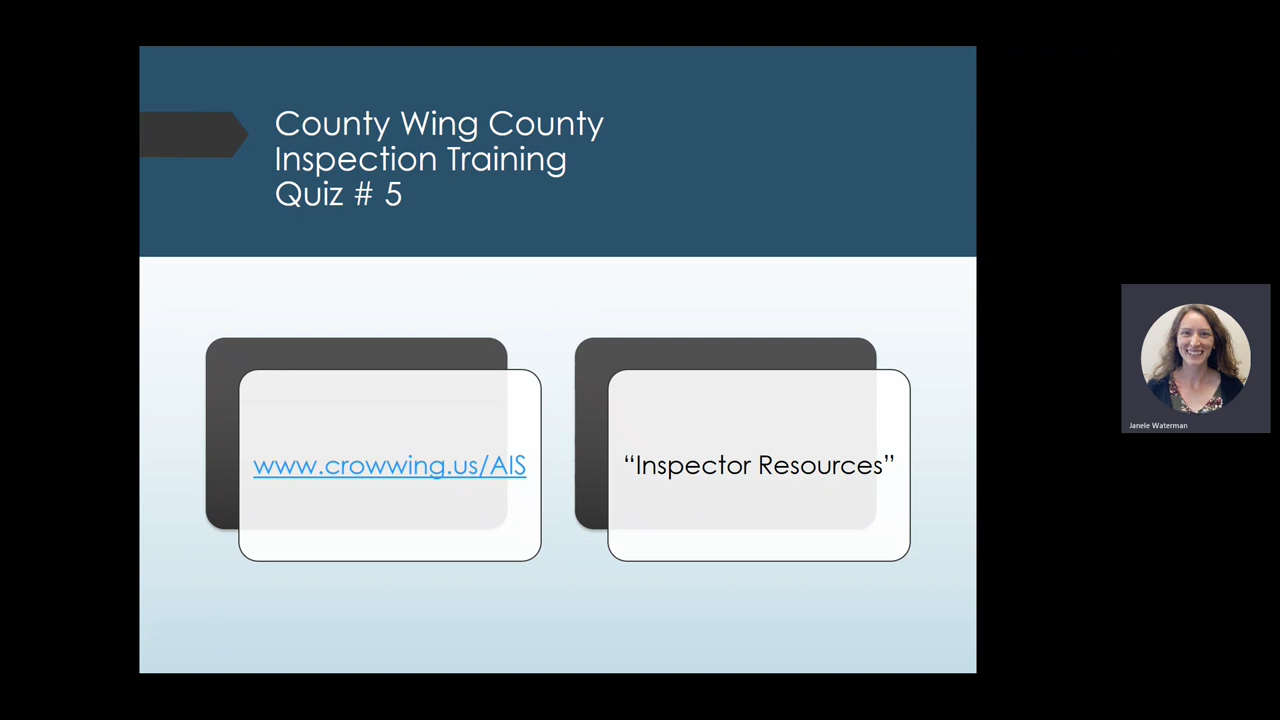 County Wing County
Inspection Training
Quiz # 5
www.crowwing.us/AIS
“Inspector Resources”
Janele Waterman